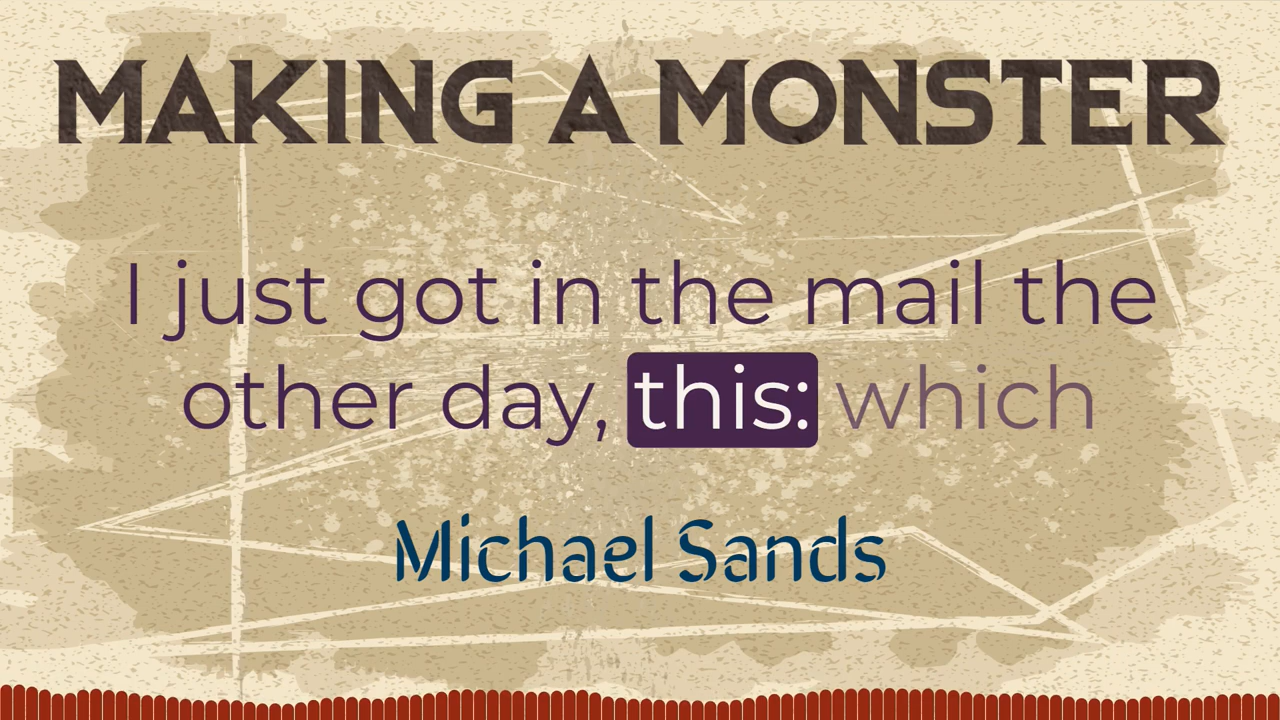 MAKING A MONSTER
I just got in the mail the
other day, this: which
Michael Sands